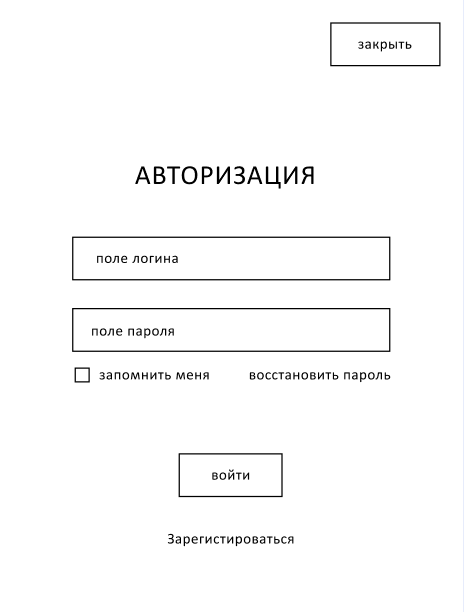 закрыть
АВТОРИЗАЦИЯ
поле логина
поле пароля
запомнить меня восстановить пароль
войти
Зарегистироваться